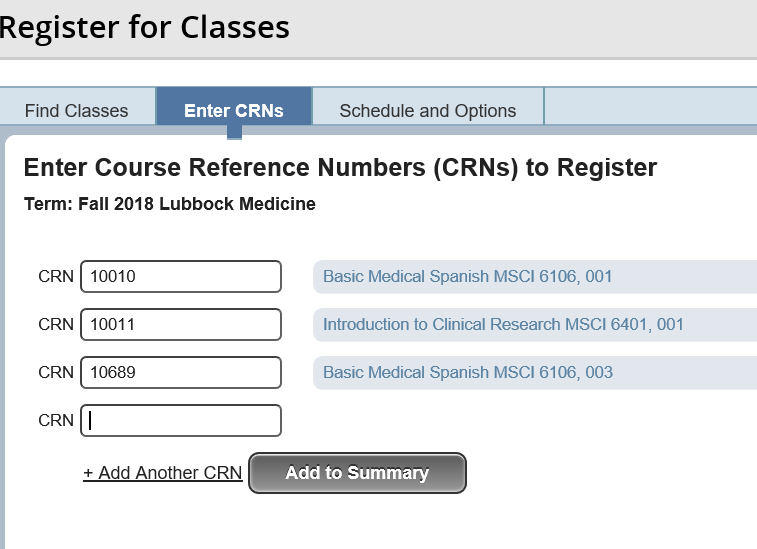 Register for Classes
Find Classes Enter CRNs Schedule and Options
Enter Course Reference Numbers (CRNs) to Register
Term: Fall 2018 Lubbock Medicine
CRN 10010 Basic Medical Spanish MSCI 6106, 001
CRN 10011 Introduction to Clinical Research MSCI 6401, 001
CRN 10689 Basic Medical Spanish MSCI 6106, 003
CRN
+ Add Another CRN Add to Summary